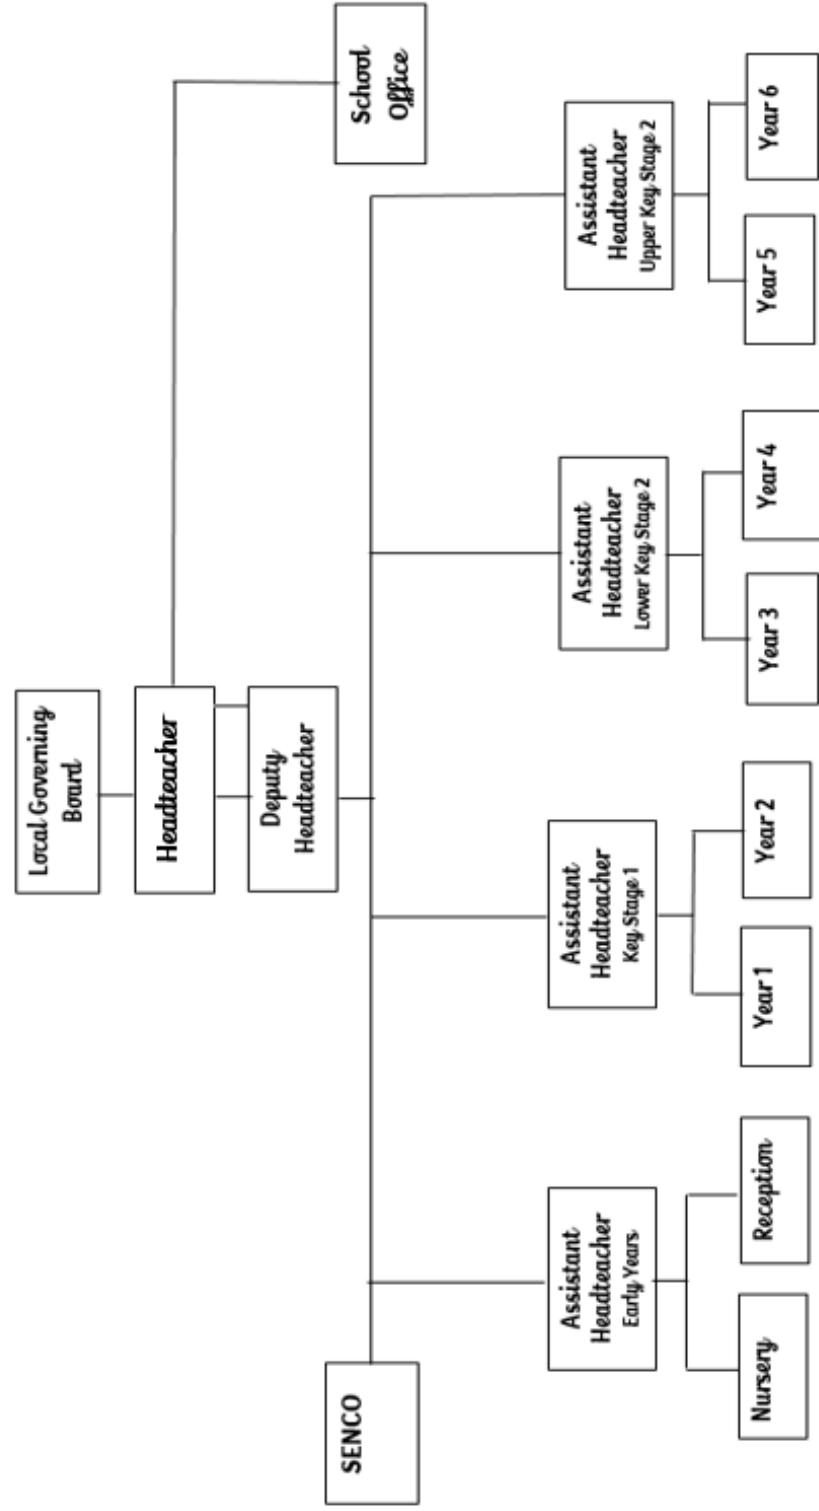 Local Governing
Board
Headteacher
Deputy
Headteacher
School
Office
SENCO
Assistant
Headteacher
Early Years
Assistant
Headteacher
Key Stage 1
Assistant
Headteacher
Lower Key Stage 2
Assistant
Headteacher
Upper Key Stage 2
Nursery
Reception
Year 1
Year 2
Year 3
Year 4
Year 5
Year 6